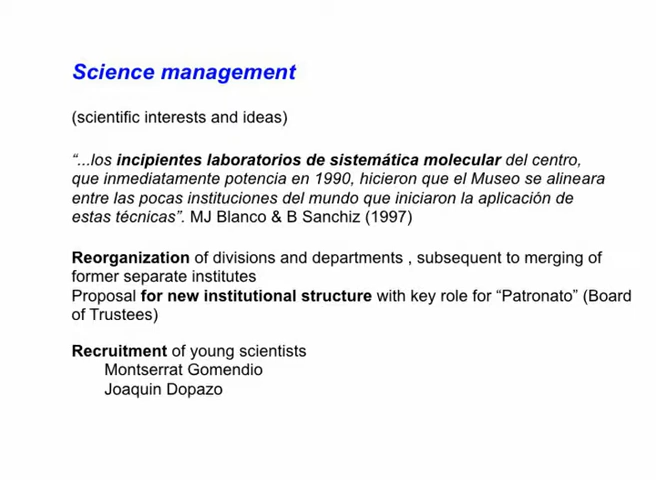 Science management
(scientific interests and ideas)
“...los incipientes laboratorios de sistemática molecular del centro,
que inmediatamente potencia en 1990, hicieron que el Museo se alineara
entre las pocas instituciones del mundo que iniciaron la aplicación de
estas técnicas”. MJ Blanco & B Sanchiz (1997)
Reorganization of divisions and departments , subsequent to merging of
former separate institutes
Proposal for new institutional structure with key role for “Patronato” (Board
of Trustees)
Recruitment of young scientists
Montserrat Gomendio
Joaquin Dopazo